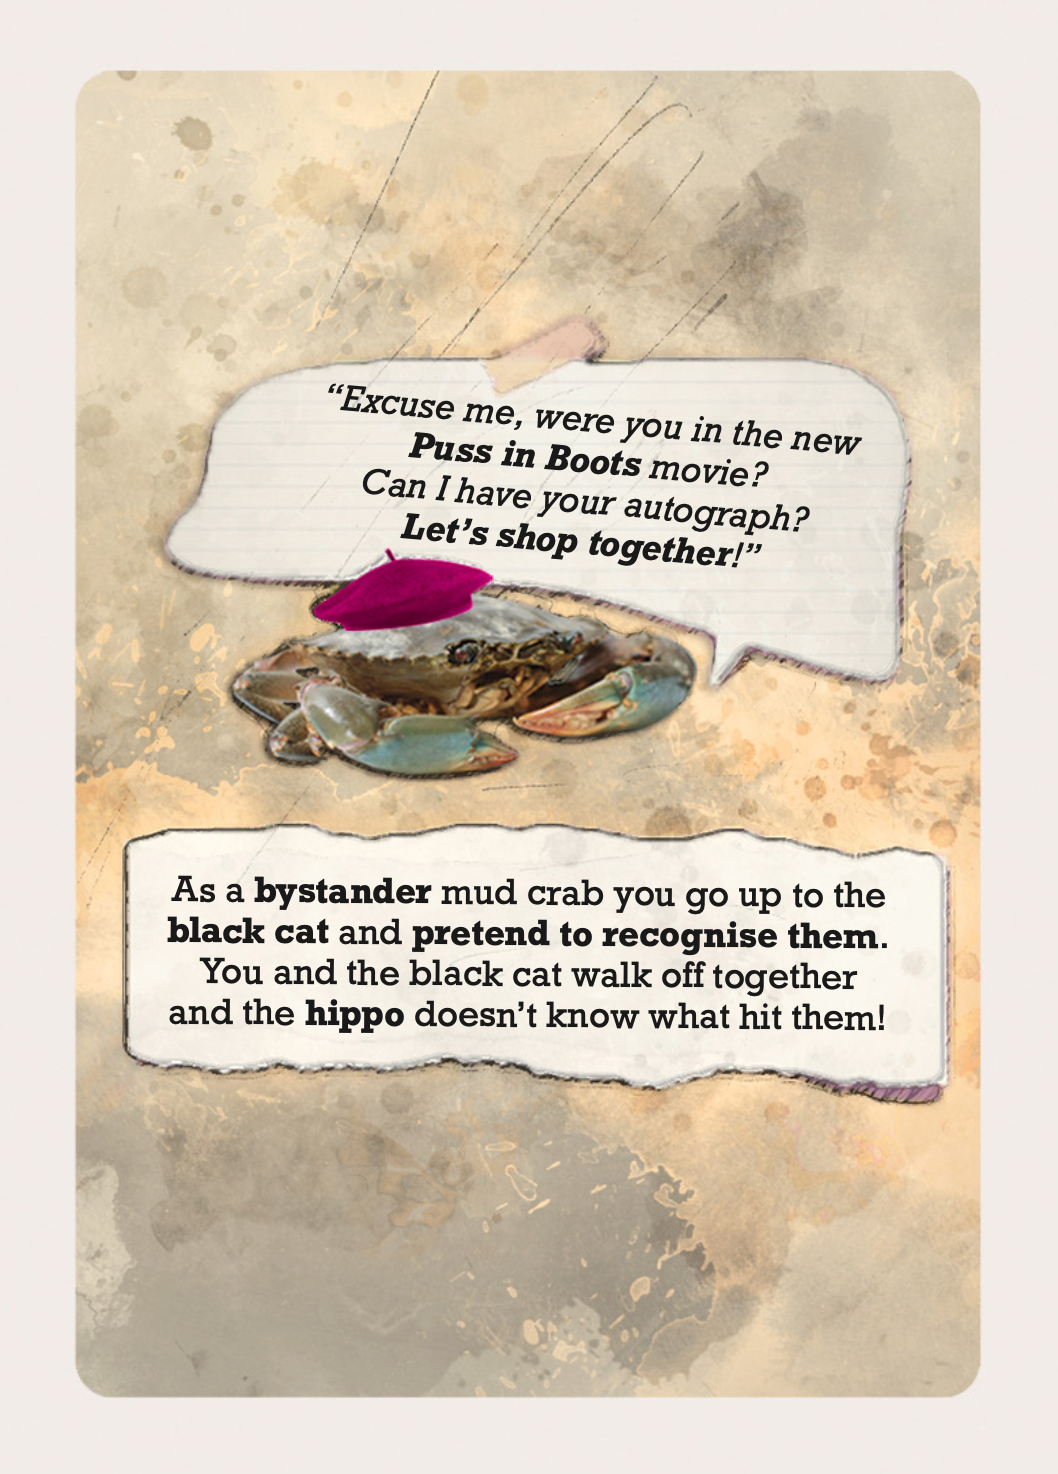 “Excuse me, were you in the new
Puss in Boots movie?
Can I have your autograph?
Let’s shop together!”
As a bystander mud crab you go up to the
black cat and pretend to recognise them.
You and the black cat walk off together
and the hippo doesn’t know what hit them!